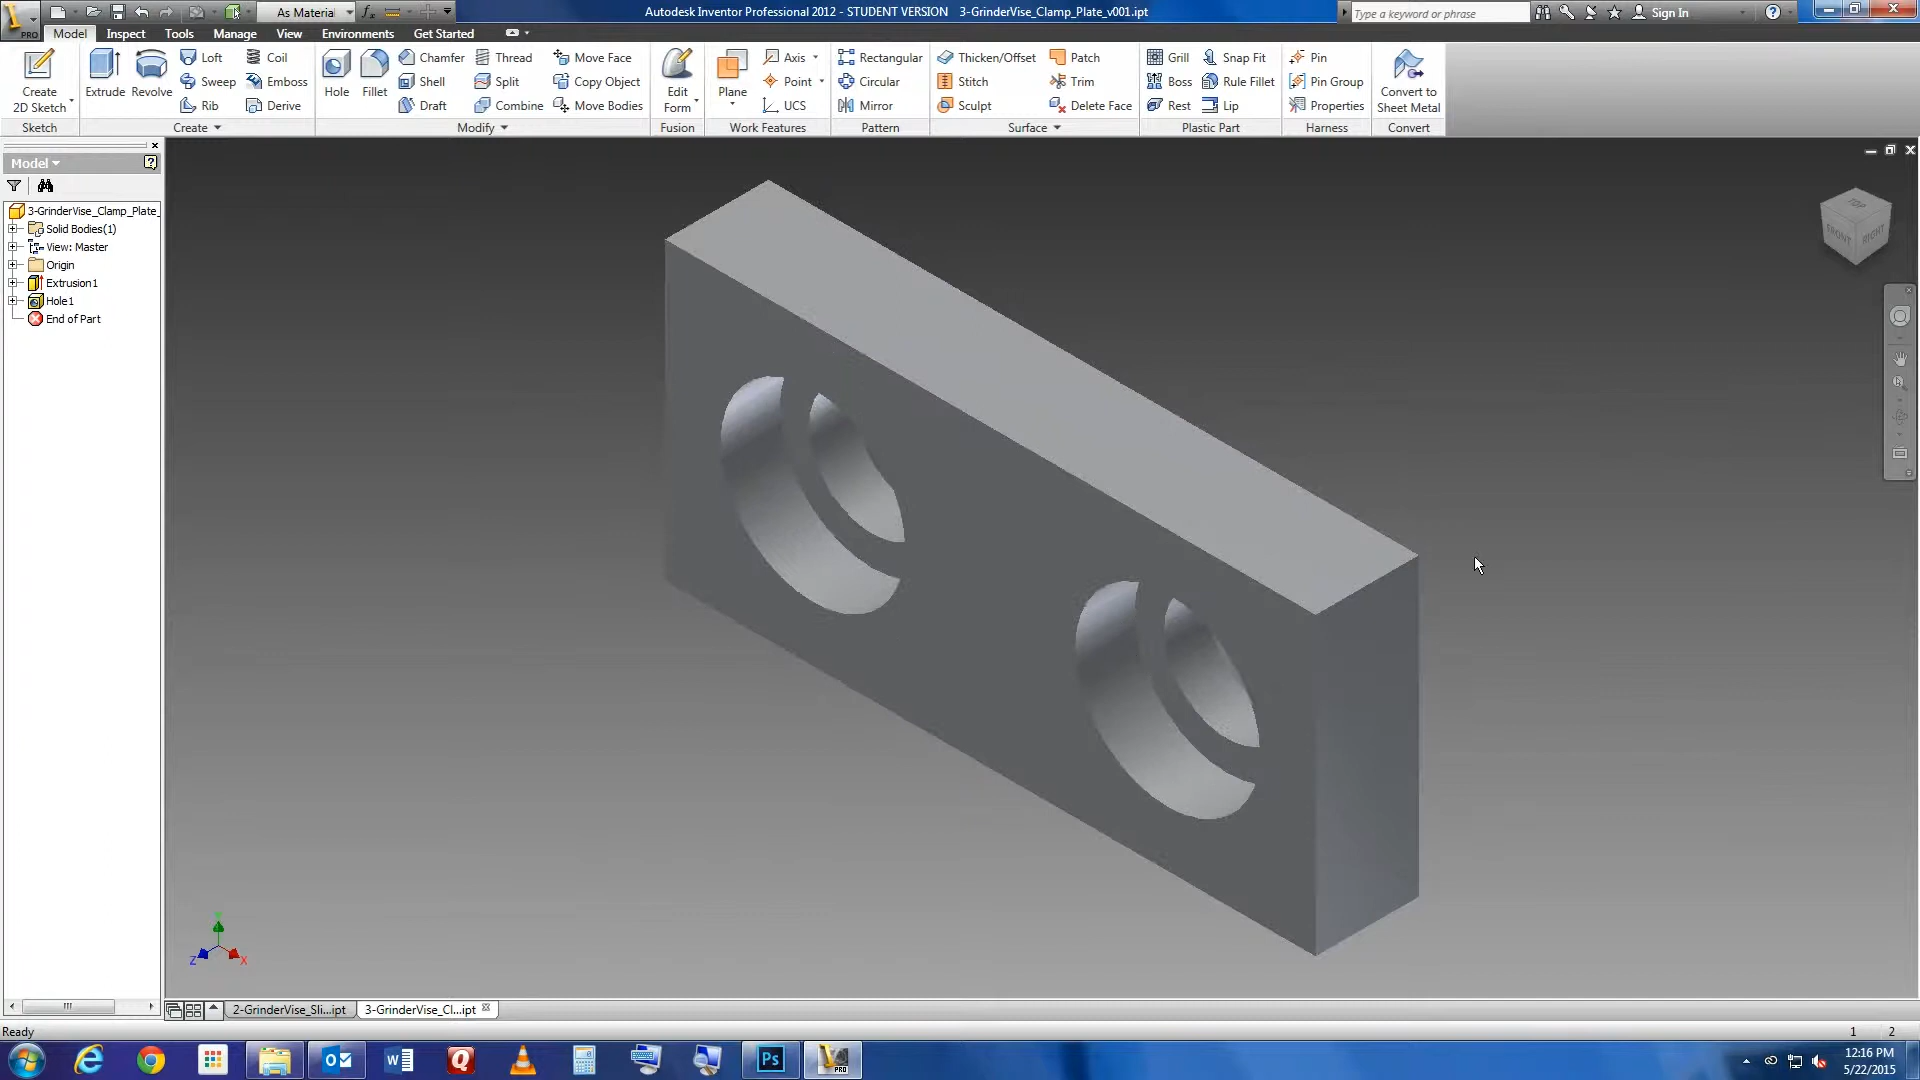 As Material
Autodesk Inventor Professional 2012 - STUDENT VERSION 3-GrinderVise_Clamp_Plate_v001.ipt
Type a keyword or phrase
Sign In
PRO
Model Inspect Tools Manage View Environments Get Started
Create 2D Sketch
Extrude
Revolve
Loft
Sweep
Rib
Coil
Emboss
Derive
Hole
Fillet
Chamfer
Shell
Draft
Thread
Split
Combine
Move Face
Copy Object
Move Bodies
Edit Form
Plane
Axis
Point
UCS
Rectangular
Circular
Mirror
Thicken/Offset
Stitch
Sculpt
Patch
Trim
Delete Face
Grill
Boss
Rest
Snap Fit
Rule Fillet
Lip
Pin
Pin Group
Properties
Convert to Sheet Metal
Sketch Create Modify Fusion Work Features Pattern Surface Plastic Part Harness Convert
Model
3-GrinderVise_Clamp_Plate_
Solid Bodies(1)
View: Master
Origin
Extrusion1
Hole1
End of Part
TOP
FRONT
RIGHT
Y
Z
X
2-GrinderVise_Sli...ipt
3-GrinderVise_Cl...ipt
Ready
1 2
Ps
PRO
12:16 PM
5/22/2015